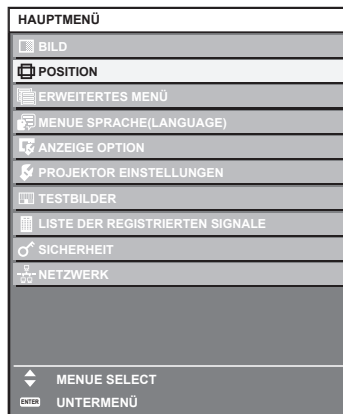 HAUPTMENÜ
BILD
POSITION
ERWEITERTES MENÜ
MENUE SPRACHE(LANGUAGE)
ANZEIGE OPTION
PROJEKTOR EINSTELLUNGEN
TESTBILDER
LISTE DER REGISTRIERTEN SIGNALE
SICHERHEIT
NETZWERK
MENUE SELECT
ENTER UNTERMENÜ